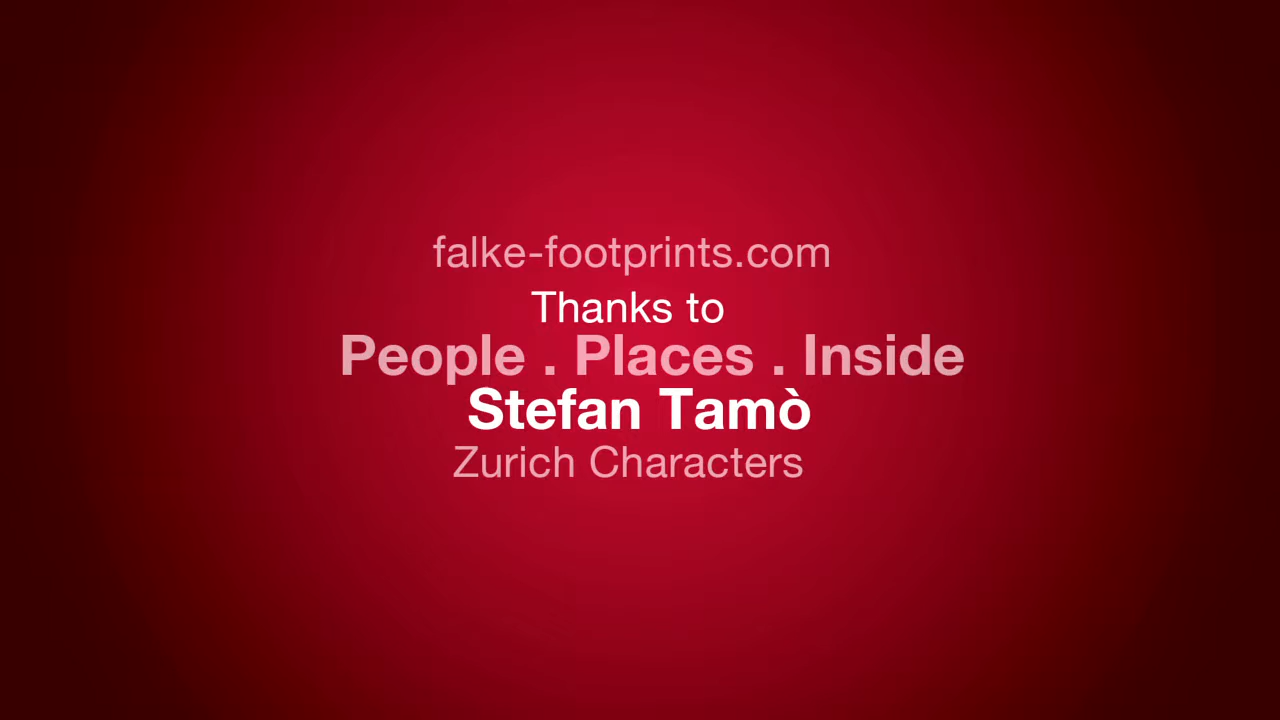 falke-footprints.com
Thanks to
People . Places . Inside
Stefan Tamò
Zurich Characters